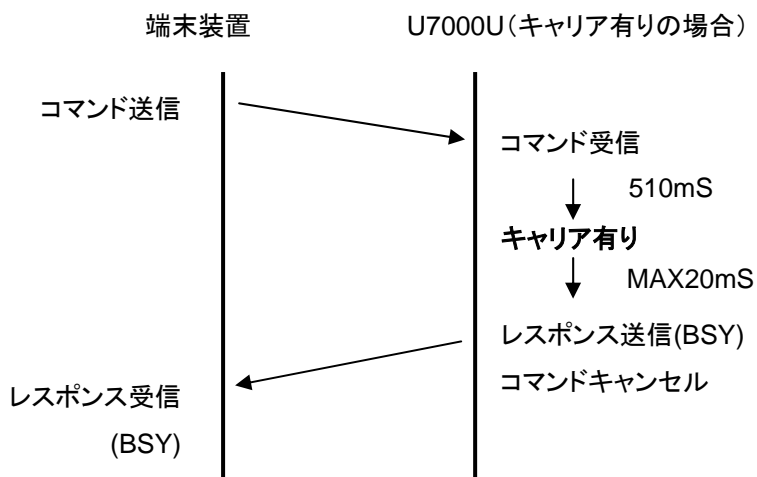 端末装置
U7000U（キャリア有りの場合）
コマンド送信
コマンド受信
510mS
キャリア有り
MAX20mS
レスポンス送信(BSY)
コマンドキャンセル
レスポンス受信
(BSY)